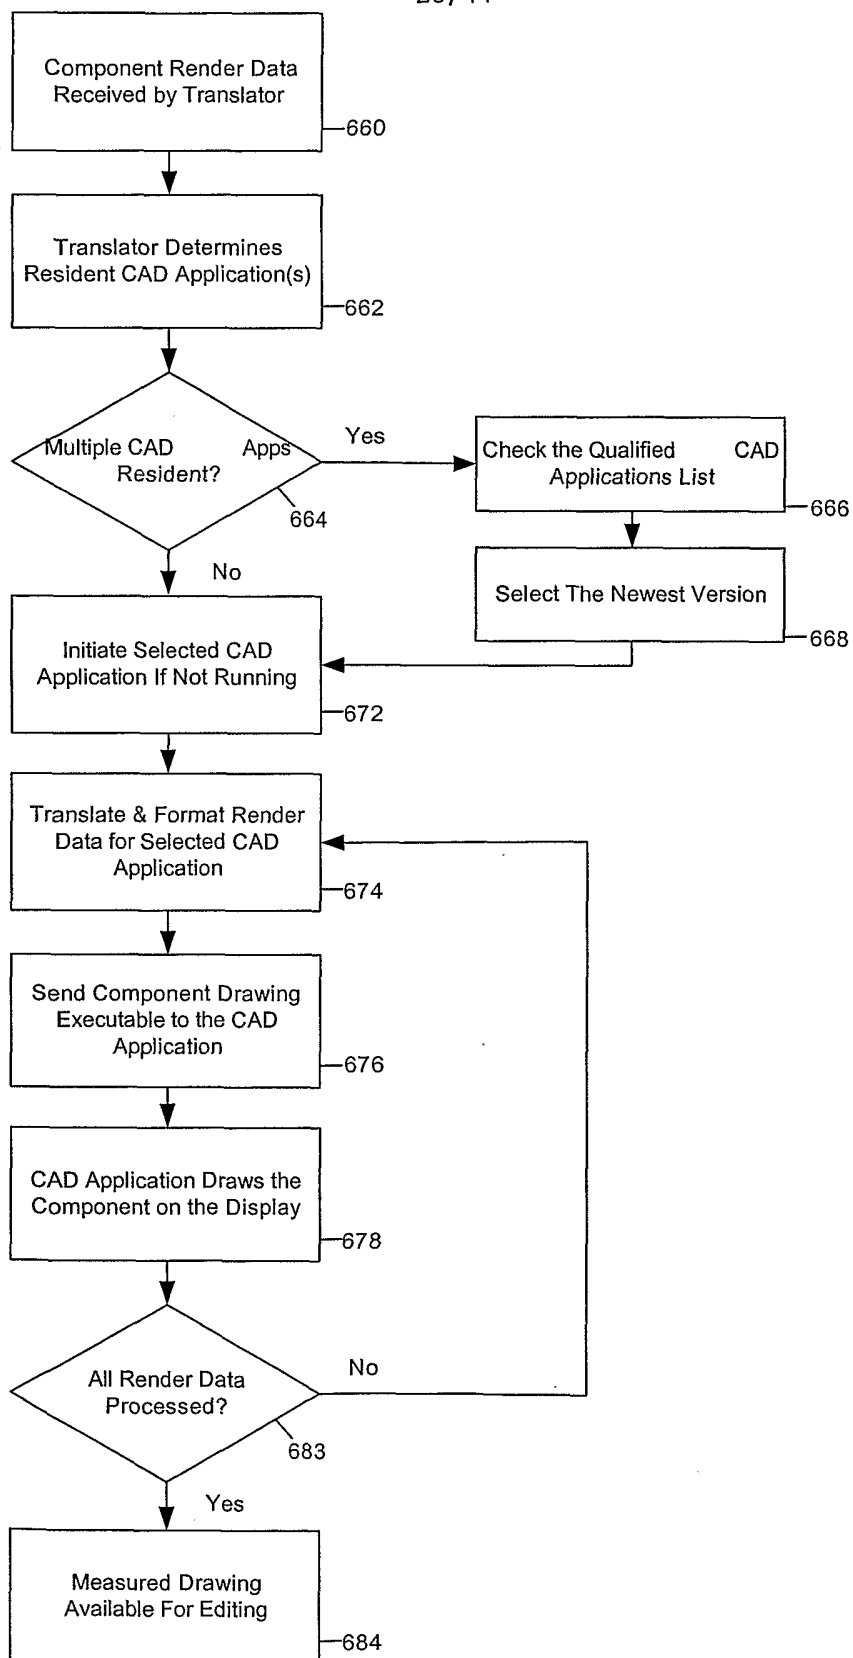 Component Render Data
Received by Translator
660
Translator Determines
Resident CAD Application(s)
662
Multiple CAD Apps
Resident?
664
Yes
Check the Qualified CAD
Applications List
666
No
Select The Newest Version
668
Initiate Selected CAD
Application If Not Running
672
Translate & Format Render
Data for Selected CAD
Application
674
Send Component Drawing
Executable to the CAD
Application
676
CAD Application Draws the
Component on the Display
678
All Render Data
Processed?
683
No
Yes
Measured Drawing
Available For Editing
684